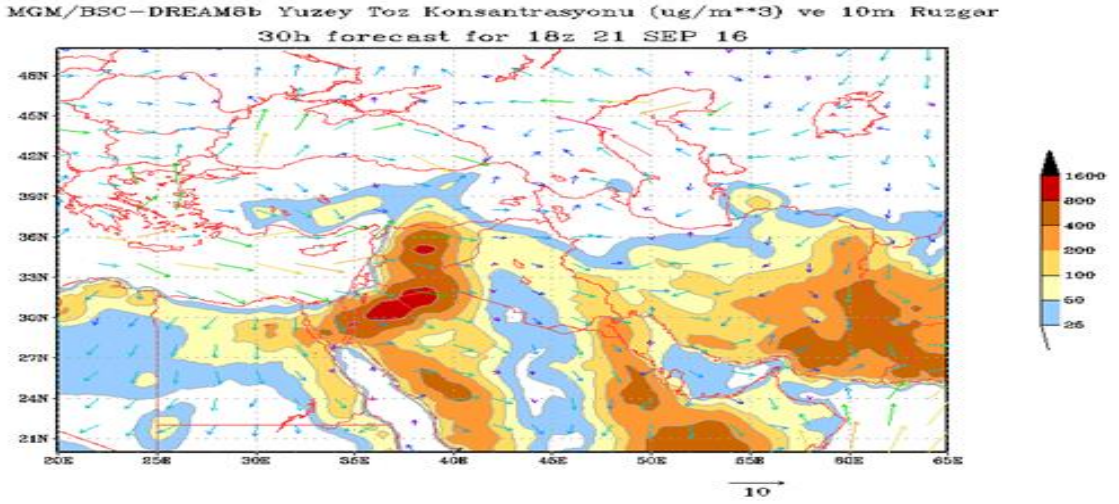 MGM/BSC-DREAM8b Yuzey Toz Konsantrasyonu (ug/m**3) ve 10m Ruzgar
30h forecast for 18z 21 SEP 16
48N
45N
42N
39N
36N
33N
30N
27N
24N
21N
20E 25E 30E 35E 40E 45E 50E 55E 60E 65E
10
1600
800
400
200
100
50
25